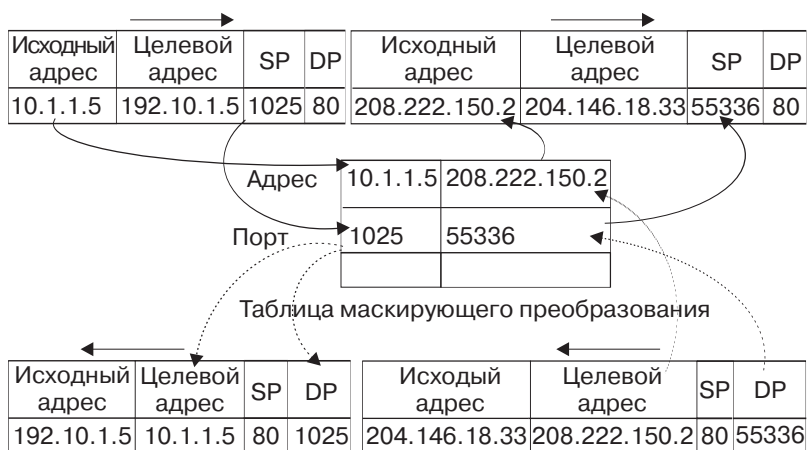 Исходный адрес Целевой адрес SP DP
10.1.1.5 192.10.1.5 1025 80
Исходный адрес Целевой адрес SP DP
208.222.150.2 204.146.18.33 55336 80
Адрес 10.1.1.5 208.222.150.2
Порт 1025 55336
Таблица маскирующего преобразования
Исходный адрес Целевой адрес SP DP
192.10.1.5 10.1.1.5 80 1025
Исходый адрес Целевой адрес SP DP
204.146.18.33 208.222.150.2 80 55336